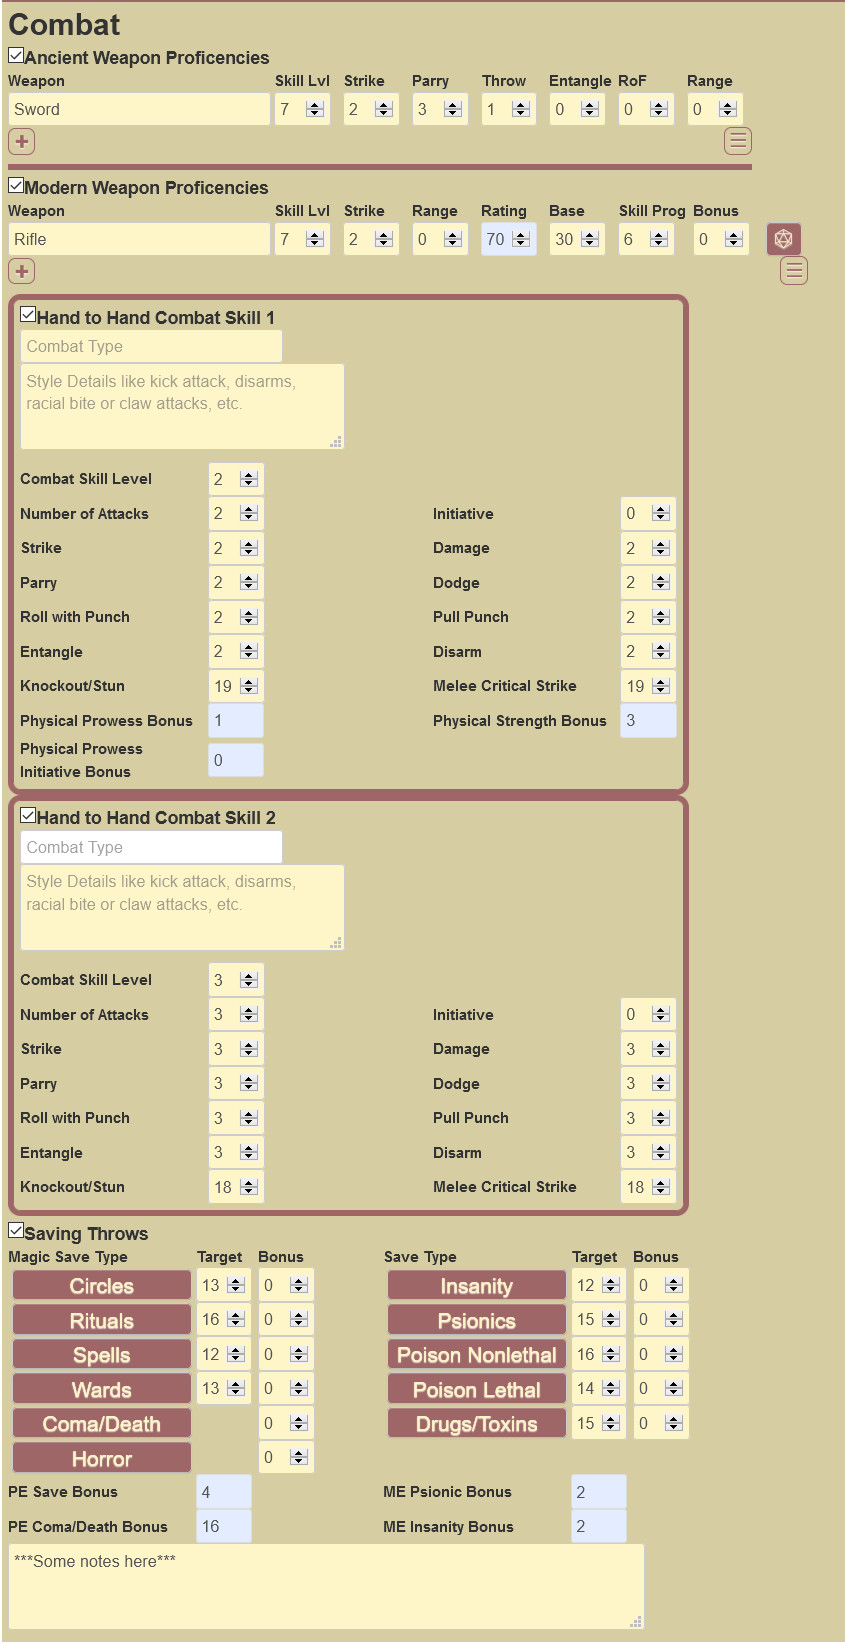 Combat
Ancient Weapon Proficencies
Weapon Skill Lvl Strike Parry Throw Entangle RoF Range
Sword 7 2 3 1 0 0 0
Modern Weapon Proficencies
Weapon Skill Lvl Strike Range Rating Base Skill Prog Bonus
Rifle 7 2 0 70 30 6 0
Hand to Hand Combat Skill 1
Combat Type
Style Details like kick attack, disarms,
racial bite or claw attacks, etc.
Combat Skill Level 2
Number of Attacks 2 Initiative 0
Strike 2 Damage 2
Parry 2 Dodge 2
Roll with Punch 2 Pull Punch 2
Entangle 2 Disarm 2
Knockout/Stun 19 Melee Critical Strike 19
Physical Prowess Bonus 1 Physical Strength Bonus 3
Physical Prowess
Initiative Bonus 0
Hand to Hand Combat Skill 2
Combat Type
Style Details like kick attack, disarms,
racial bite or claw attacks, etc.
Combat Skill Level 3
Number of Attacks 3 Initiative 0
Strike 3 Damage 3
Parry 3 Dodge 3
Roll with Punch 3 Pull Punch 3
Entangle 3 Disarm 3
Knockout/Stun 18 Melee Critical Strike 18
Saving Throws
Magic Save Type Target Bonus Save Type Target Bonus
Circles 13 0 Insanity 12 0
Rituals 16 0 Psionics 15 0
Spells 12 0 Poison Nonlethal 16 0
Wards 13 0 Poison Lethal 14 0
Coma/Death 0 Drugs/Toxins 15 0
Horror 0
PE Save Bonus 4 ME Psionic Bonus 2
PE Coma/Death Bonus 16 ME Insanity Bonus 2
***Some notes here***